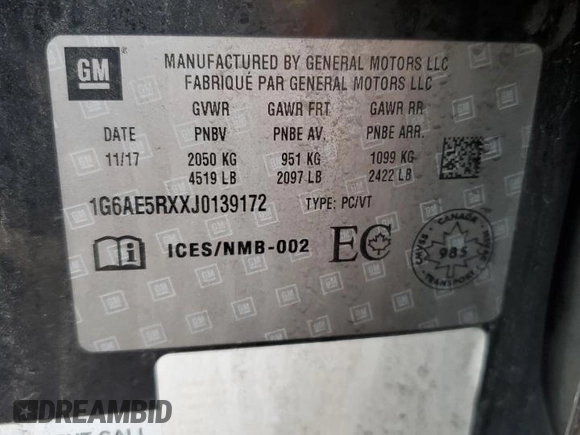 GM
MANUFACTURED BY GENERAL MOTORS LLC
FABRIQUÉ PAR GENERAL MOTORS LLC
GVWR GAWR FRT GAWR RR
DATE PNBV PNBE AV. PNBE ARR.
11/17 2050 KG 951 KG 1099 KG
4519 LB 2097 LB 2422 LB
1G6AE5RXXJ0139172 TYPE: PC/VT
ICES/NMB-002 EC
CANADA
985
TRANSPORT
DREAMBID